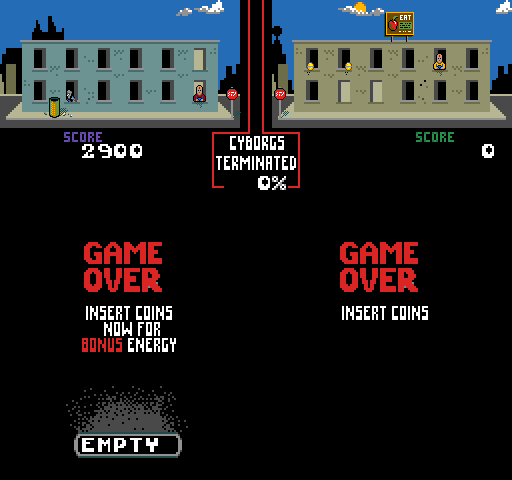 EAT
SCORE
2900
CYBORGS
TERMINATED
0%
SCORE
0
GAME
OVER
INSERT COINS
NOW FOR
BONUS ENERGY
GAME
OVER
INSERT COINS
EMPTY